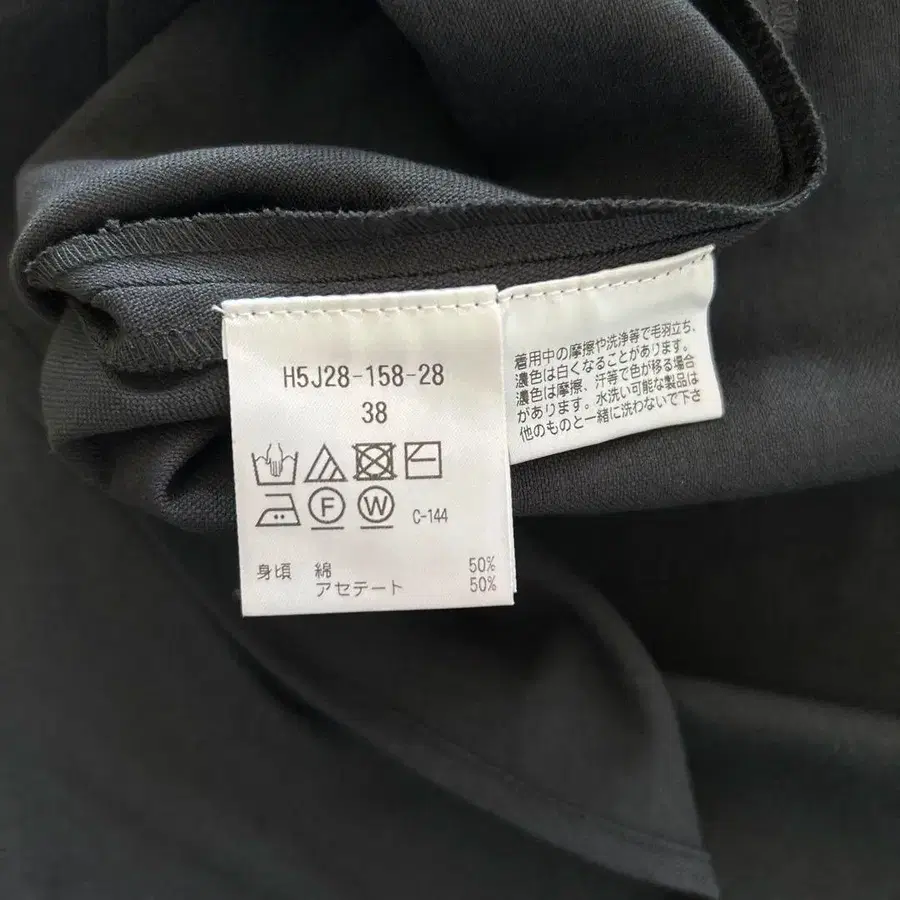 H5J28-158-28
38
F W C-144
身頃 綿 50%
アセテート 50%
着用中の摩擦や洗浄等で毛羽立ち、
濃色は白くなることがあります。
濃色は摩擦、汗等で色が移る場合
があります。水洗い可能な製品は
他のものと一緒に洗わないで下さ